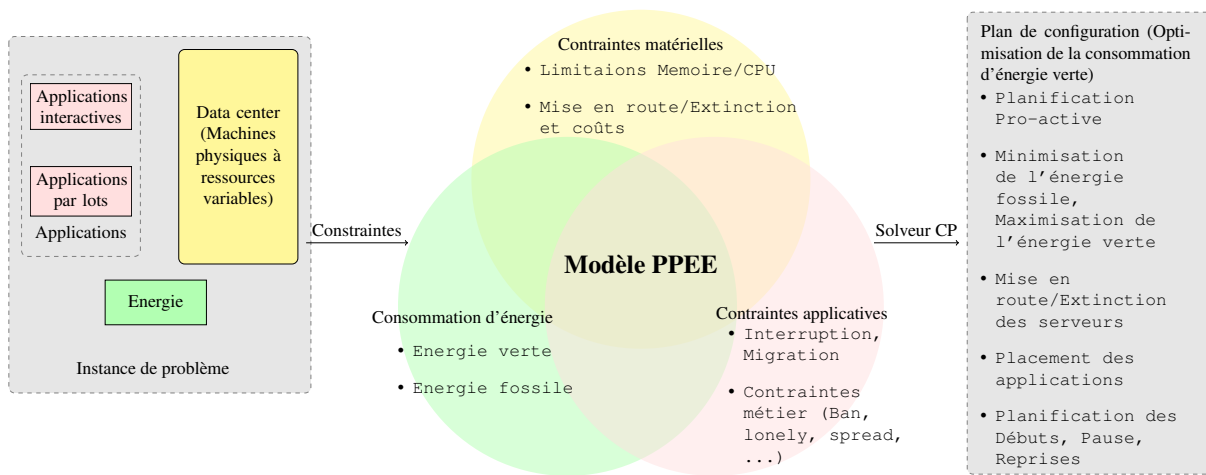 Applications
interactives
Applications
par lots
Applications
Data center
(Machines
physiques à
ressources
variables)
Energie
Instance de problème
Constraintes
Contraintes matérielles
• Limitaions Memoire/CPU
• Mise en route/Extinction
et coûts
Modèle PPEE
Consommation d'énergie
• Energie verte
• Energie fossile
Contraintes applicatives
• Interruption,
Migration
• Contraintes
métier (Ban,
lonely, spread,
...)
Solveur CP
Plan de configuration (Opti-
misation de la consommation
d'énergie verte)
• Planification
Pro-active
• Minimisation
de l'énergie
fossile,
Maximisation de
l'énergie verte
• Mise en
route/Extinction
des serveurs
• Placement des
applications
• Planification des
Débuts, Pause,
Reprises